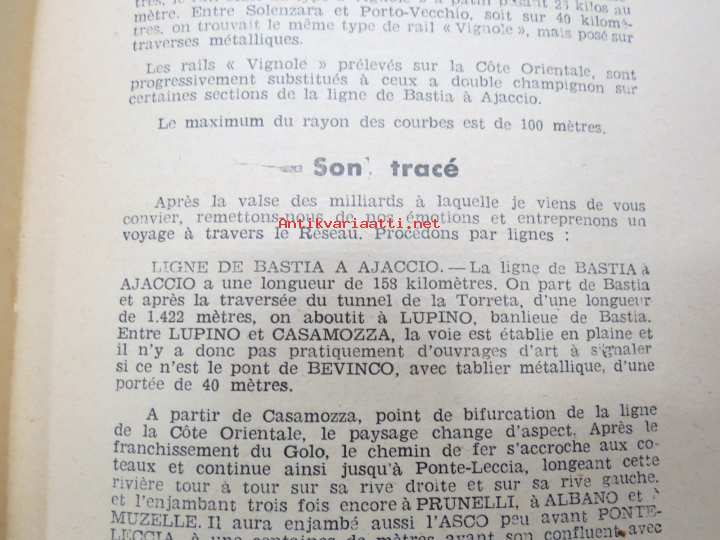 mètre. Entre Solenzara et Porto-Vecchio, soit sur 40 kilomè-
tres, on trouvait le même type de rail « Vignole », mais posé sur
traverses métalliques.
Les rails « Vignole » prélevés sur la Côte Orientale, sont
progressivement substitués à ceux a double champignon sur
certaines sections de la ligne de Bastia à Ajaccio.
Le maximum du rayon des courbes est de 100 mètres.
Son tracé
Après la valse des milliards à laquelle je viens de vous
convier, remettons-nous de nos émotions et entreprenons un
Antikvariaatti.net
voyage à travers le Réseau. Procédons par lignes :
LIGNE DE BASTIA A AJACCIO. — La ligne de BASTIA à
AJACCIO a une longueur de 158 kilomètres. On part de Bastia
et après la traversée du tunnel de la Torreta, d'une longueur
de 1.422 mètres, on aboutit à LUPINO, banlieue de Bastia.
Entre LUPINO et CASAMOZZA, la voie est établie en plaine et
il n'y a donc pas pratiquement d'ouvrages d'art à signaler
si ce n'est le pont de BEVINCO, avec tablier métallique, d'une
portée de 40 mètres.
A partir de Casamozza, point de bifurcation de la ligne
de la Côte Orientale, le paysage change d'aspect. Après le
franchissement du Golo, le chemin de fer s'accroche aux co-
teaux et continue ainsi jusqu'à Ponte-Leccia, longeant cette
rivière tour à tour sur sa rive droite et sur sa rive gauche.
et l'enjambant trois fois encore à PRUNELLI, à ALBANO et à
MUZELLE. Il aura enjambé aussi l'ASCO peu avant PONTE-
LECCIA, à une centaine de mètres avant son confluent avec